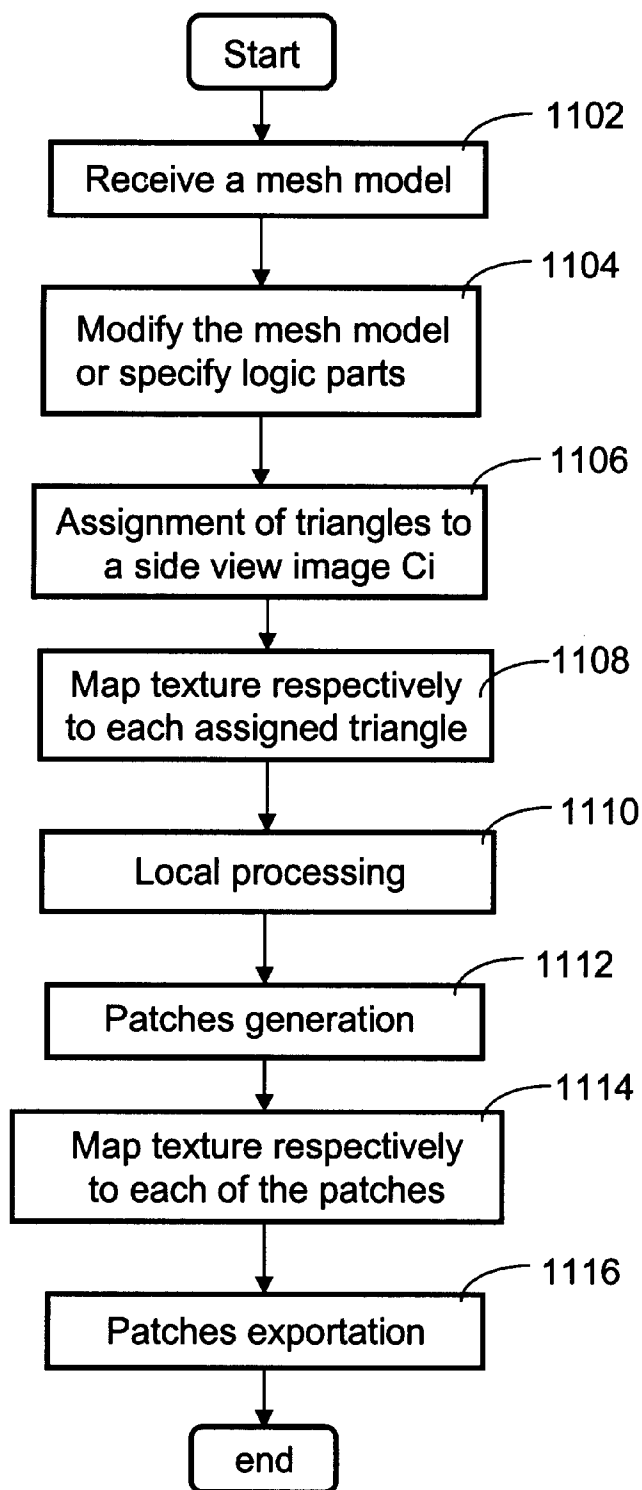 Start
1102
Receive a mesh model
1104
Modify the mesh model
or specify logic parts
1106
Assignment of triangles to
a side view image Ci
1108
Map texture respectively
to each assigned triangle
1110
Local processing
1112
Patches generation
1114
Map texture respectively
to each of the patches
1116
Patches exportation
end